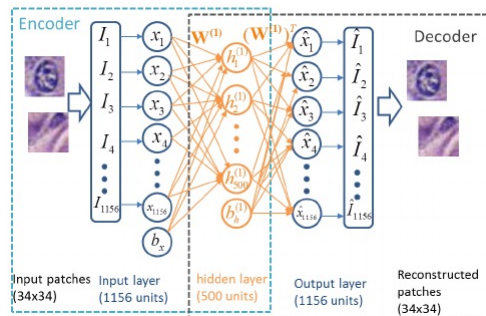 Encoder
Decoder
W⁽¹⁾
(W⁽¹⁾)ᵀ
I₁ x₁ h₁⁽¹⁾ x̂₁ Î₁
I₂ x₂ h₂⁽¹⁾ x̂₂ Î₂
I₃ x₃ x̂₃ Î₃
I₄ x₄ x̂₄ Î₄
h₅₀₀⁽¹⁾
I₁₁₅₆ x₁₁₅₆ x̂₁₁₅₆ Î₁₁₅₆
bₓ bₕ⁽¹⁾
Input patches
(34x34)
Input layer
(1156 units)
hidden layer
(500 units)
Output layer
(1156 units)
Reconstructed
patches
(34x34)